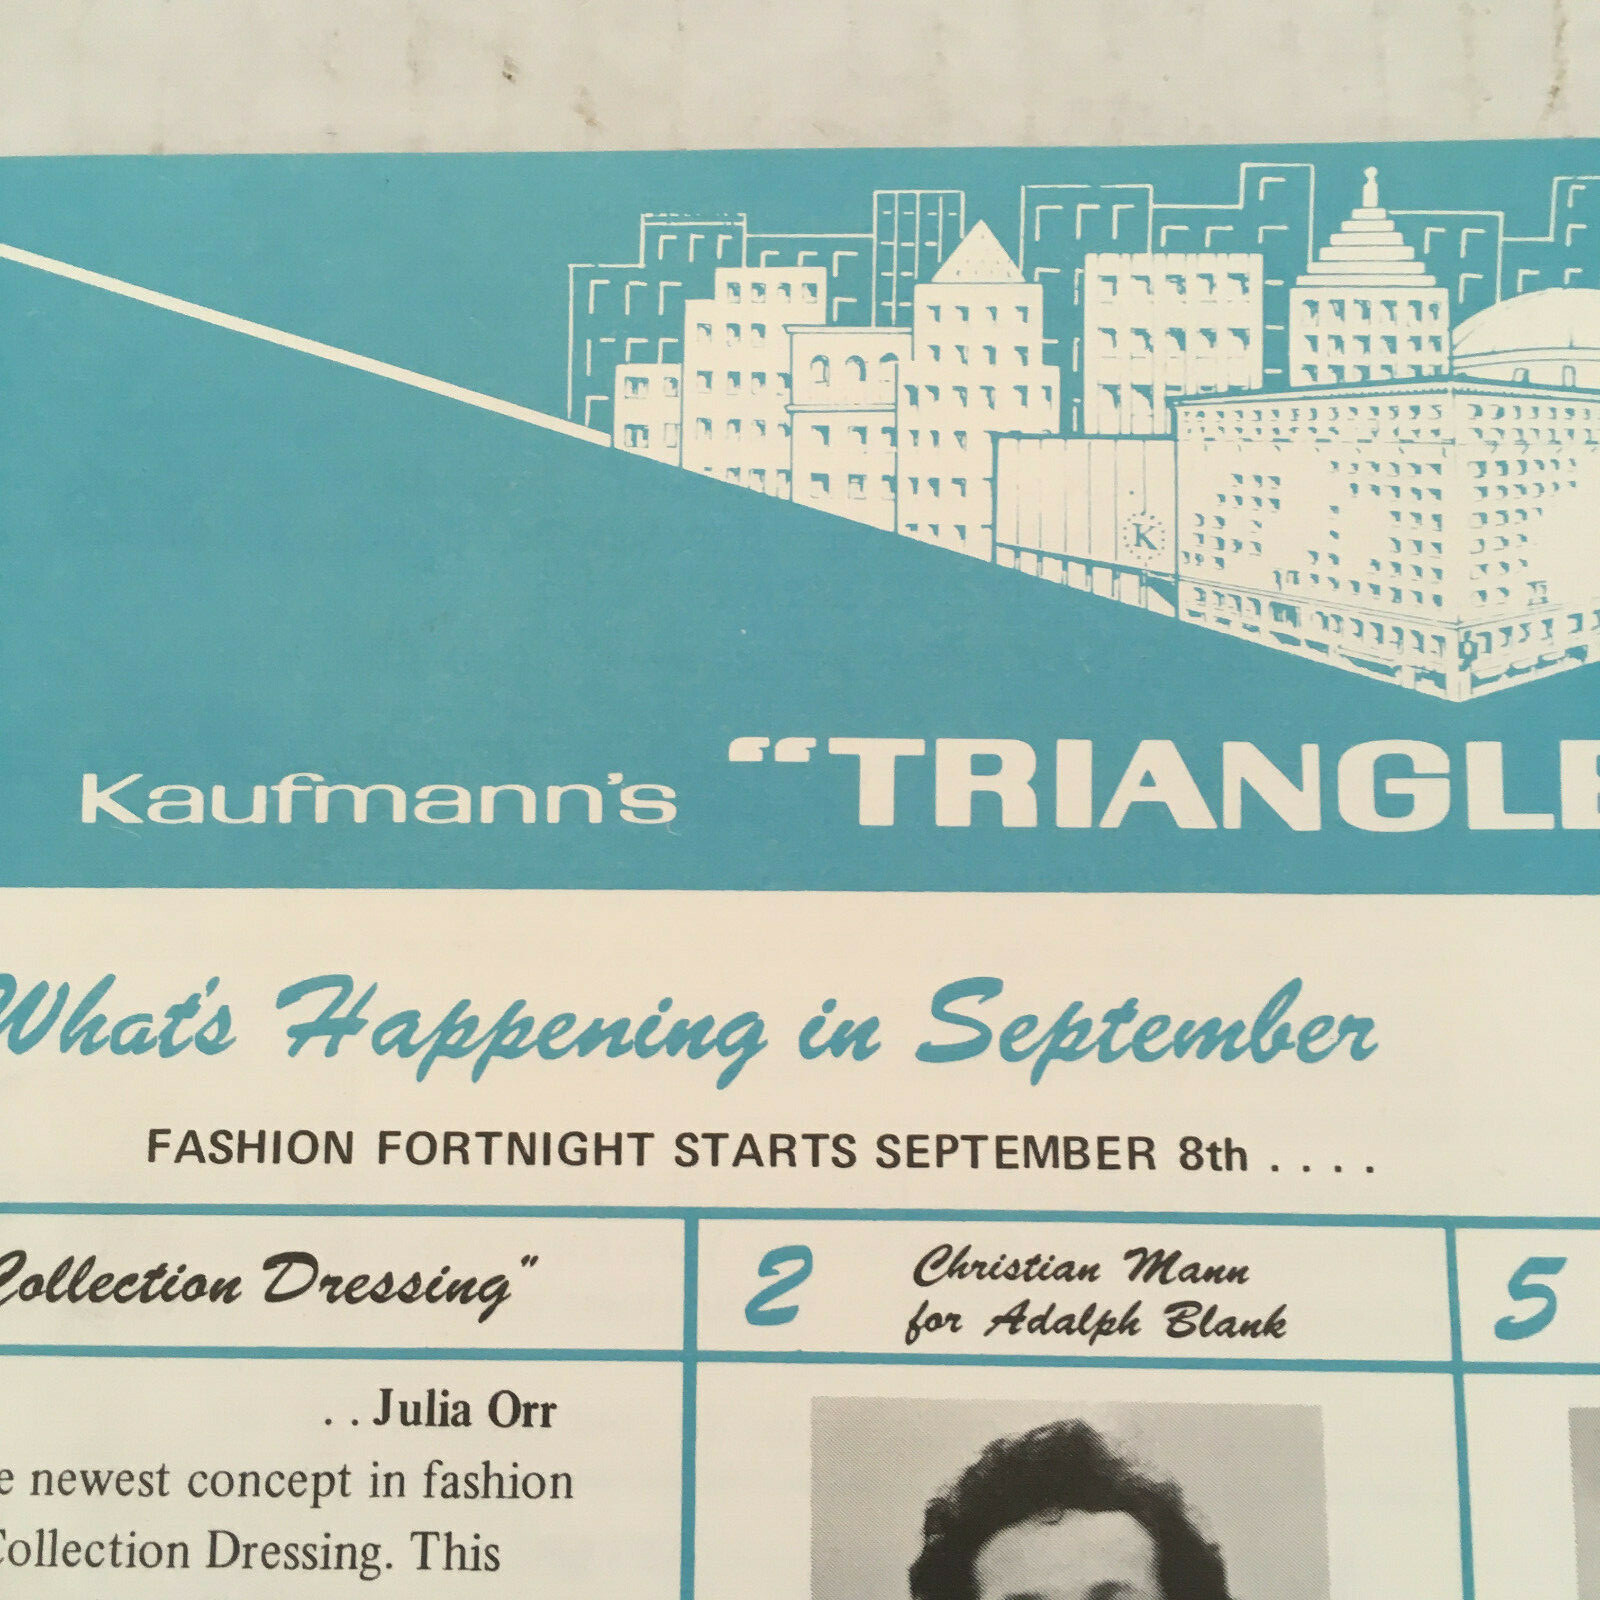 K
Kaufmann's “TRIANGLE
What's Happening in September
FASHION FORTNIGHT STARTS SEPTEMBER 8th . . . .
Collection Dressing”
2
Christian Mann
for Adalph Blank
5
. . Julia Orr
e newest concept in fashion
Collection Dressing. This